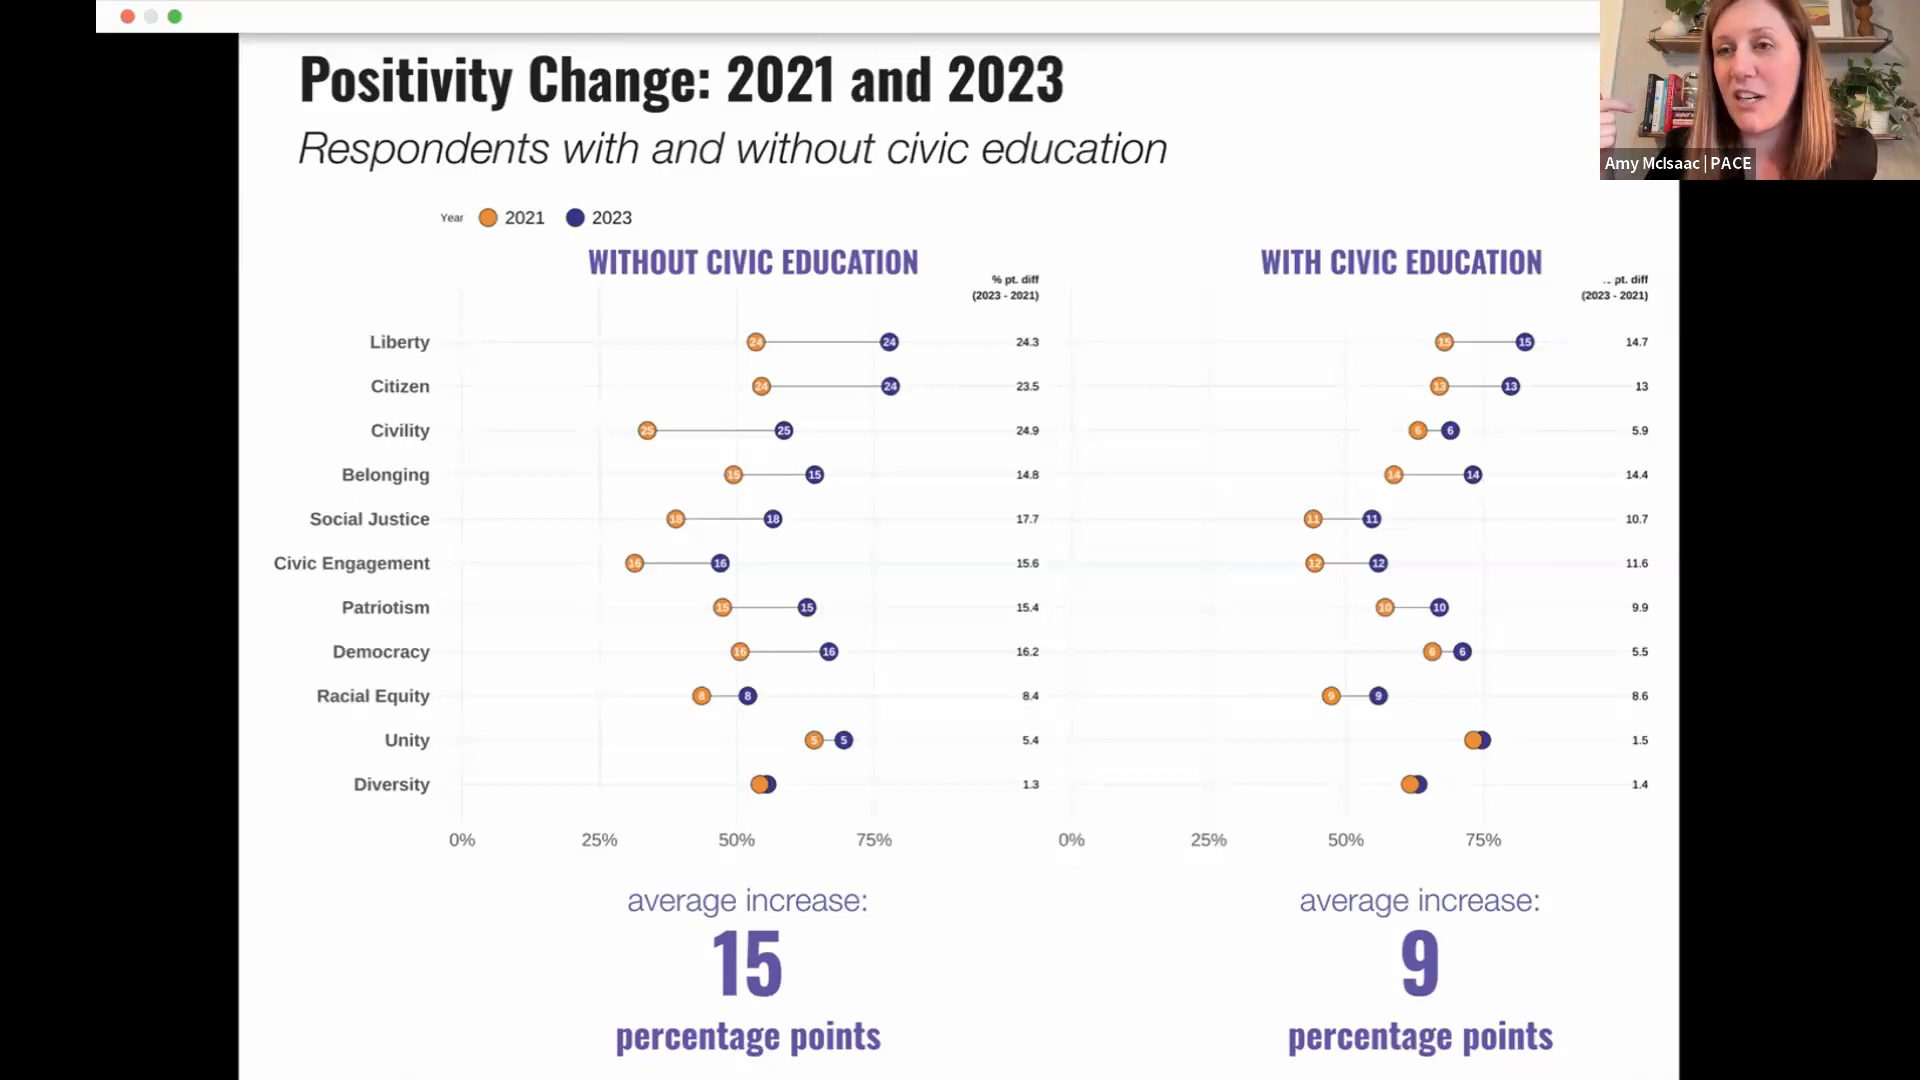 Positivity Change: 2021 and 2023
Respondents with and without civic education
Amy McIsaac | PACE
Year 2021 2023
WITHOUT CIVIC EDUCATION
% pt. diff
(2023 - 2021)
WITH CIVIC EDUCATION
pt. diff
(2023 - 2021)
Liberty 24 24 24.3 15 15 14.7
Citizen 24 24 23.5 13 13 13
Civility 25 25 24.9 6 6 5.9
Belonging 15 15 14.8 14 14 14.4
Social Justice 18 18 17.7 11 11 10.7
Civic Engagement 16 16 15.6 12 12 11.6
Patriotism 15 15 15.4 10 10 9.9
Democracy 16 16 16.2 6 6 5.5
Racial Equity 8 8 8.4 9 9 8.6
Unity 5 5 5.4 1.5
Diversity 1.3 1.4
0% 25% 50% 75% 0% 25% 50% 75%
average increase:
15
percentage points
average increase:
9
percentage points